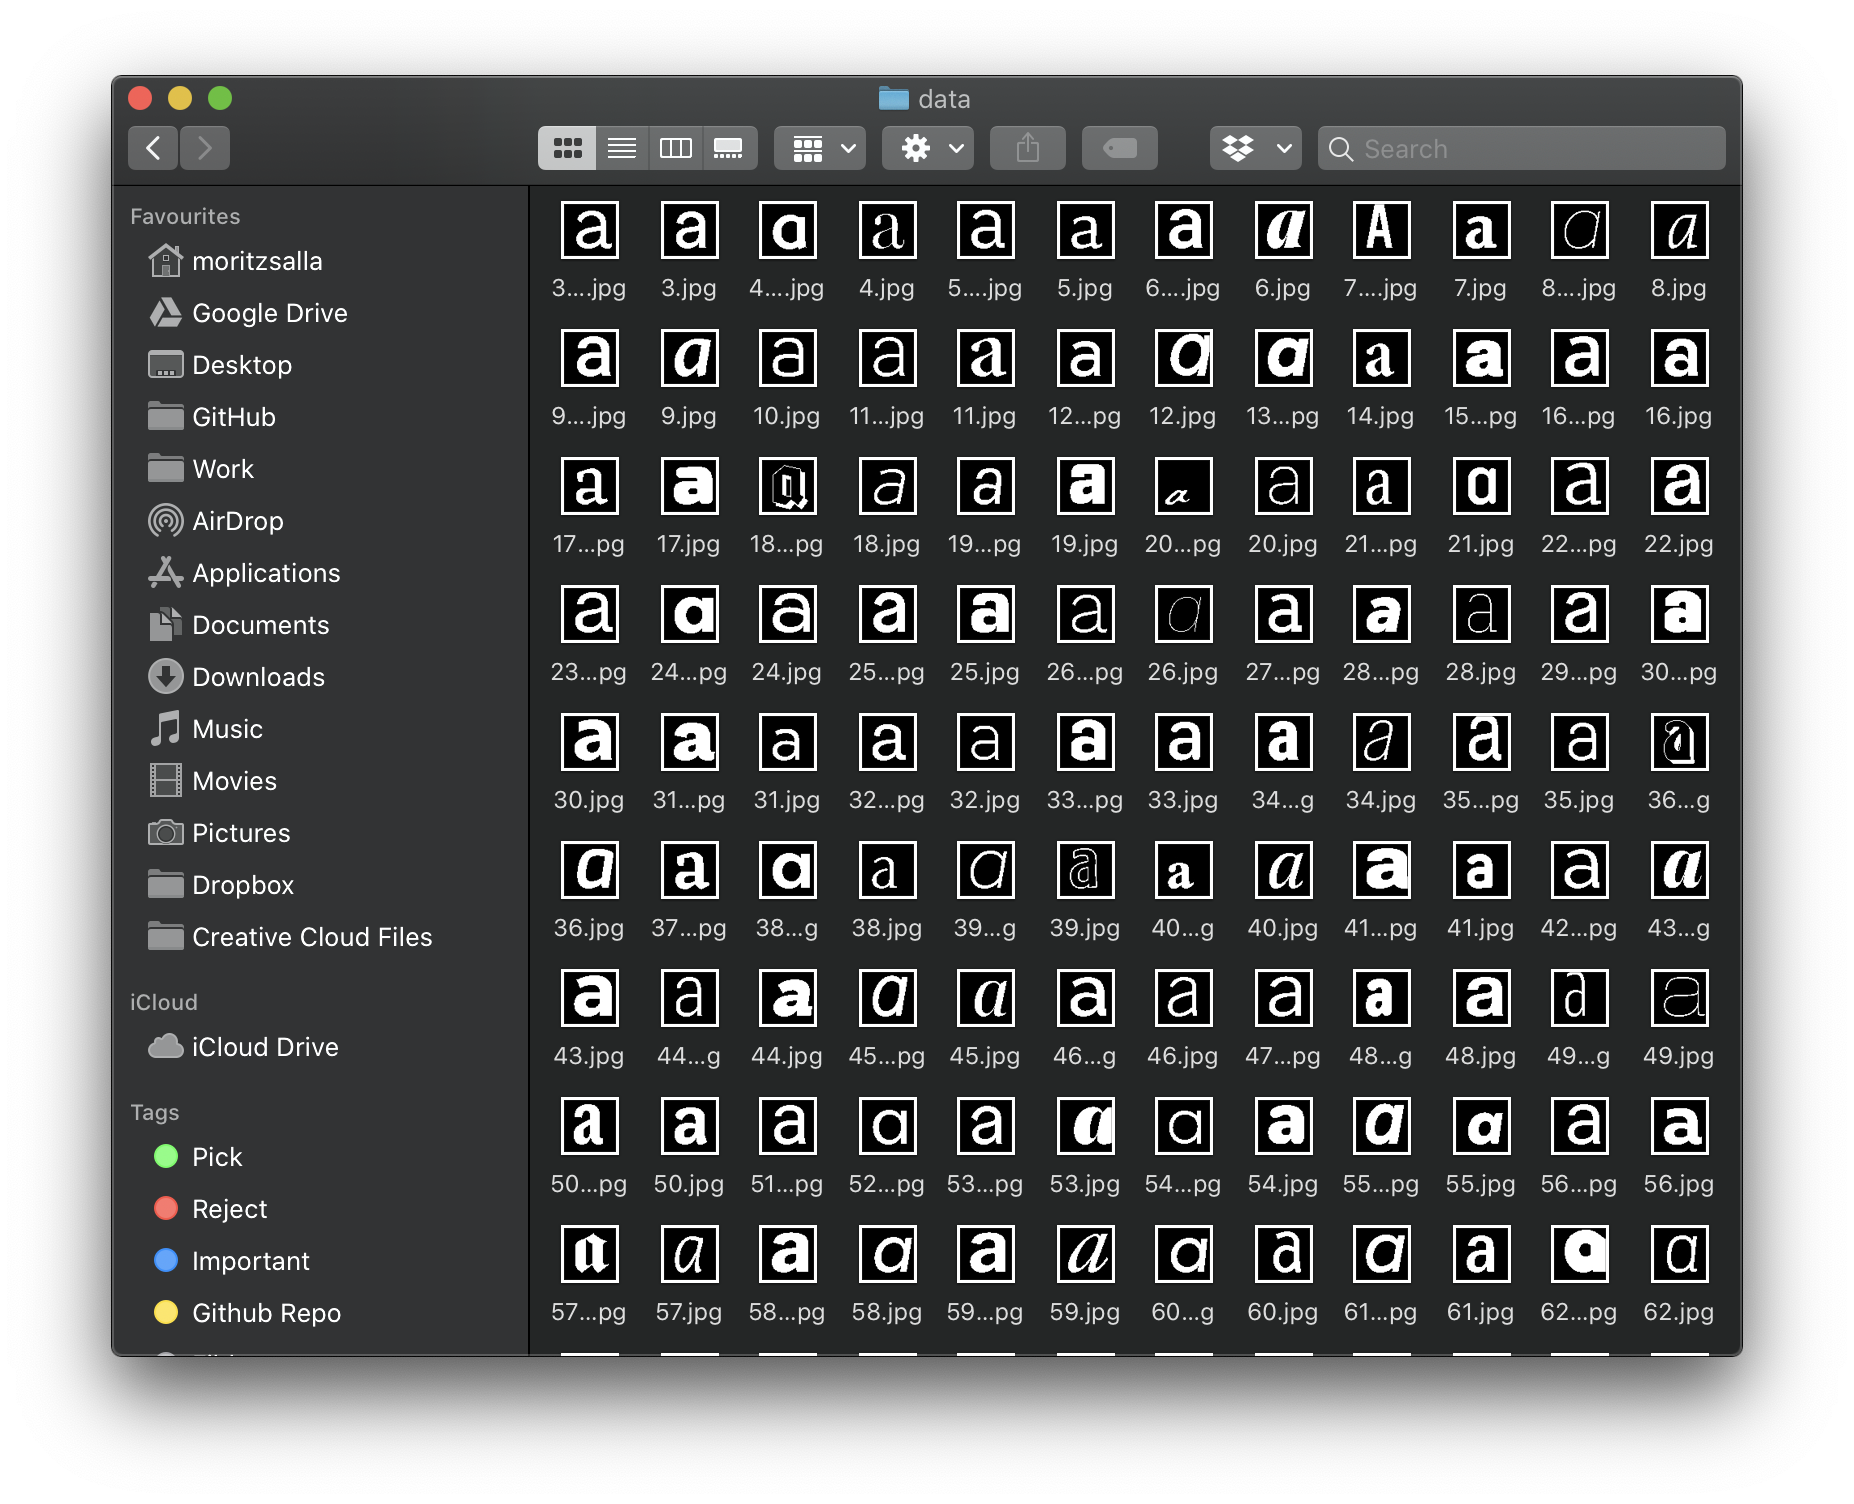 data
Search
Favourites
moritzsalla
Google Drive
Desktop
GitHub
Work
AirDrop
Applications
Documents
Downloads
Music
Movies
Pictures
Dropbox
Creative Cloud Files
iCloud
iCloud Drive
Tags
Pick
Reject
Important
Github Repo
a a a a a a a a A a a a
3....jpg 3.jpg 4....jpg 4.jpg 5....jpg 5.jpg 6....jpg 6.jpg 7....jpg 7.jpg 8....jpg 8.jpg
a a a a a a a a a a a a
9....jpg 9.jpg 10.jpg 11...jpg 11.jpg 12...pg 12.jpg 13...pg 14.jpg 15...pg 16...pg 16.jpg
a a a a a a a a a a a a
17...pg 17.jpg 18...pg 18.jpg 19...pg 19.jpg 20...pg 20.jpg 21...pg 21.jpg 22...pg 22.jpg
a a a a a a a a a a a a
23...pg 24...pg 24.jpg 25...pg 25.jpg 26...pg 26.jpg 27...pg 28...pg 28.jpg 29...pg 30...pg
a a a a a a a a a a a a
30.jpg 31...pg 31.jpg 32...pg 32.jpg 33...pg 33.jpg 34...g 34.jpg 35...pg 35.jpg 36...g
a a a a a a a a a a a a
36.jpg 37...pg 38...g 38.jpg 39...g 39.jpg 40...g 40.jpg 41...pg 41.jpg 42...pg 43...g
a a a a a a a a a a a a
43.jpg 44...g 44.jpg 45...pg 45.jpg 46...g 46.jpg 47...pg 48...g 48.jpg 49...g 49.jpg
a a a a a a a a a a a a
50...pg 50.jpg 51...pg 52...pg 53...pg 53.jpg 54...pg 54.jpg 55...pg 55.jpg 56...pg 56.jpg
a a a a a a a a a a a a
57...pg 57.jpg 58...pg 58.jpg 59...pg 59.jpg 60...g 60.jpg 61...pg 61.jpg 62...pg 62.jpg